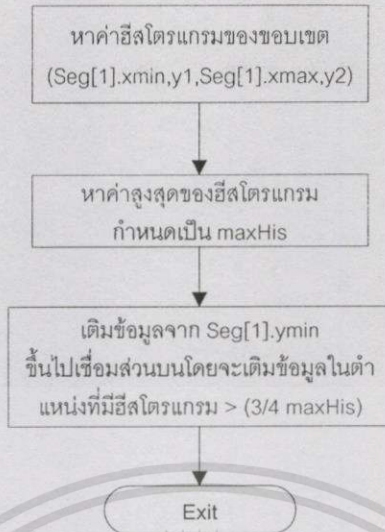 หาค่าฮีสโตรแกรมของขอบเขต
(Seg[1].xmin,y1,Seg[1].xmax,y2)
หาค่าสูงสุดของฮีสโตรแกรม
กำหนดเป็น maxHis
เติมข้อมูลจาก Seg[1].ymin
ขึ้นไปเชื่อมส่วนบนโดยจะเติมข้อมูลในตำ
แหน่งที่มีฮีสโตรแกรม > (3/4 maxHis)
Exit